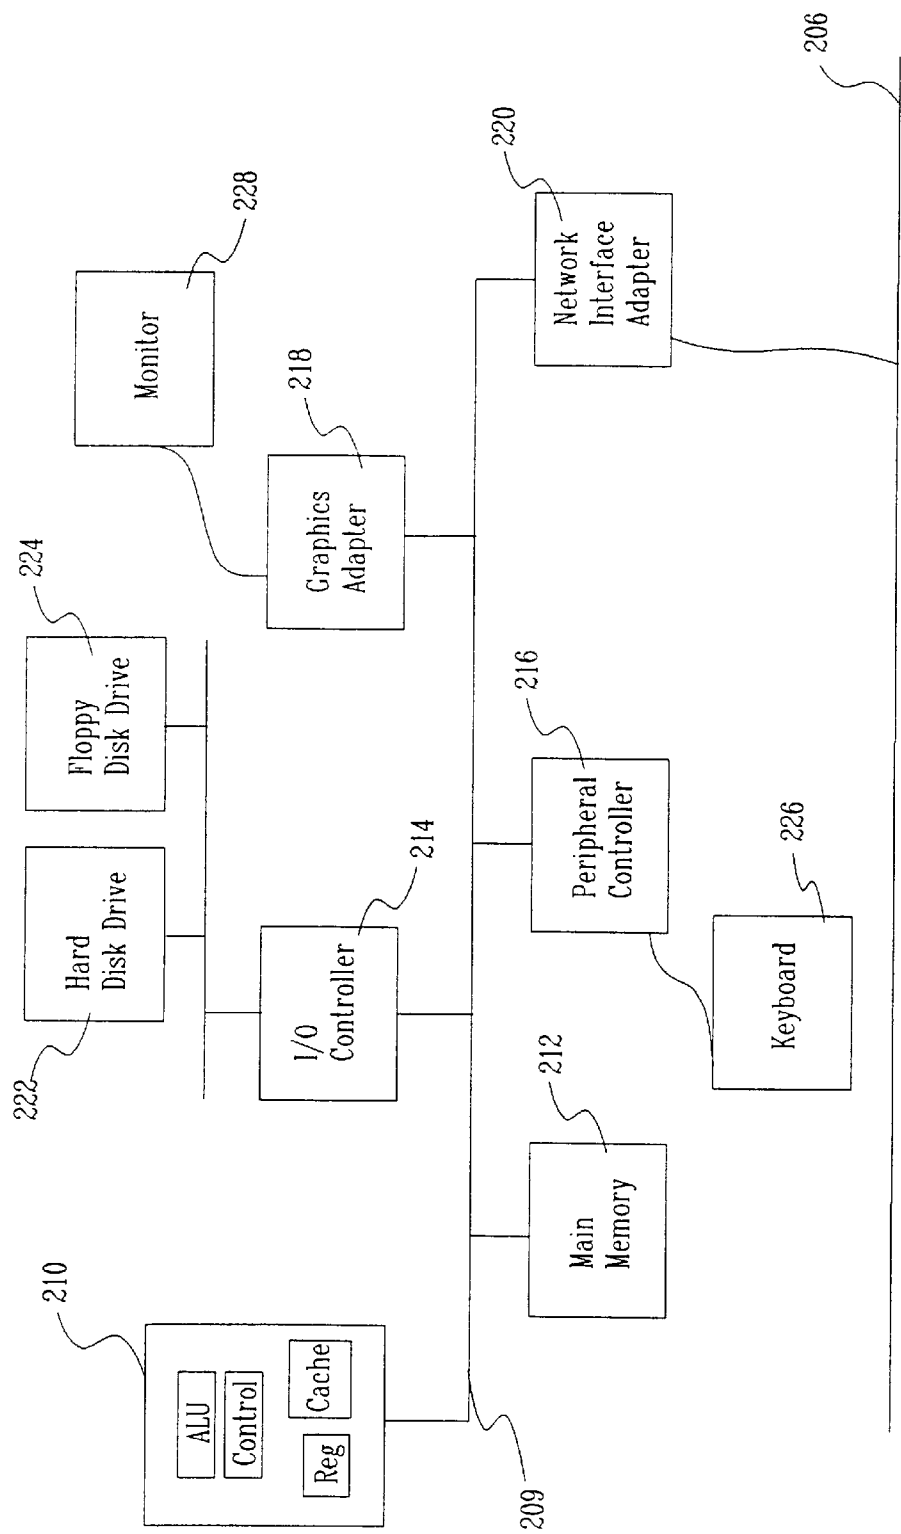 210
ALU
Control
Reg
Cache
222
Hard
Disk Drive
Floppy
Disk Drive
224
Monitor
228
I/O
Controller
214
Graphics
Adapter
218
209
Main
Memory
212
Peripheral
Controller
216
Network
Interface
Adapter
220
Keyboard
226
206